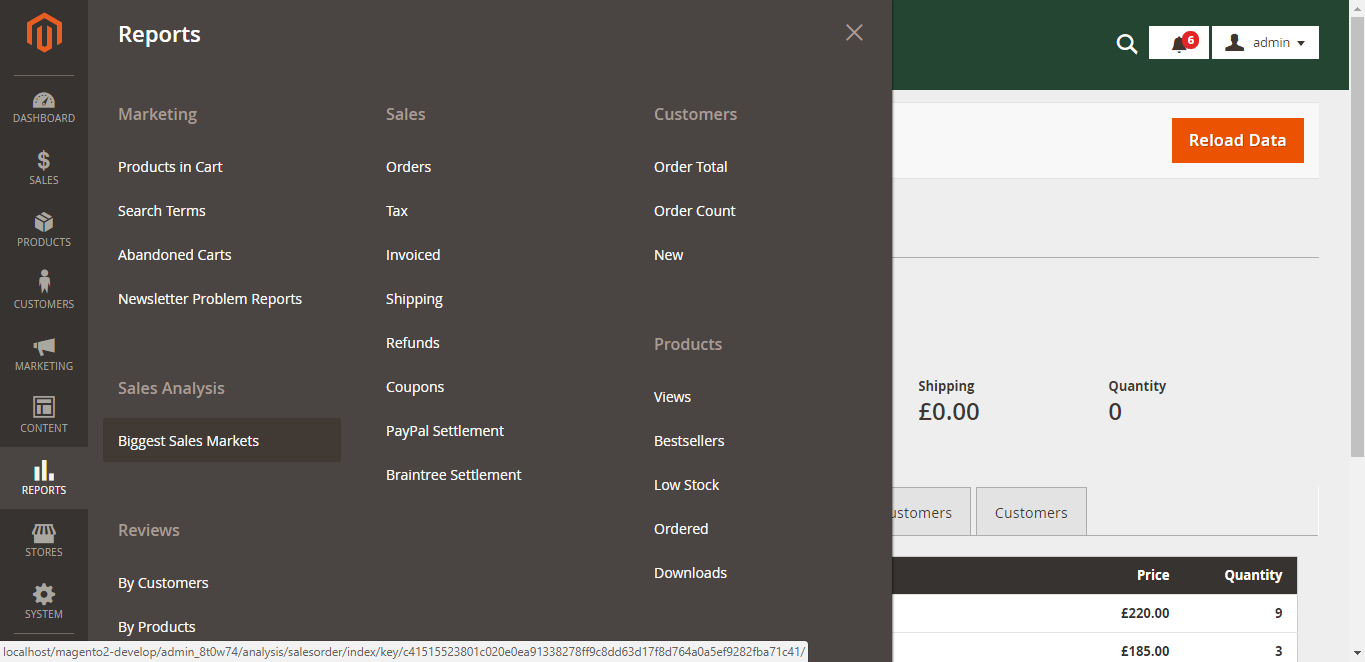 DASHBOARD
SALES
PRODUCTS
CUSTOMERS
MARKETING
CONTENT
REPORTS
STORES
SYSTEM
Reports
Marketing
Products in Cart
Search Terms
Abandoned Carts
Newsletter Problem Reports
Sales Analysis
Biggest Sales Markets
Reviews
By Customers
By Products
Sales
Orders
Tax
Invoiced
Shipping
Refunds
Coupons
PayPal Settlement
Braintree Settlement
Customers
Order Total
Order Count
New
Products
Views
Bestsellers
Low Stock
Ordered
Downloads
6
admin
Reload Data
Shipping
£0.00
Quantity
0
ustomers
Customers
Price Quantity
£220.00 9
£185.00 3
localhost/magento2-develop/admin_8t0w74/analysis/salesorder/index/key/c41515523801c020e0ea91338278ff9c8dd63d17f8d764a0a5ef9282fba71c41/